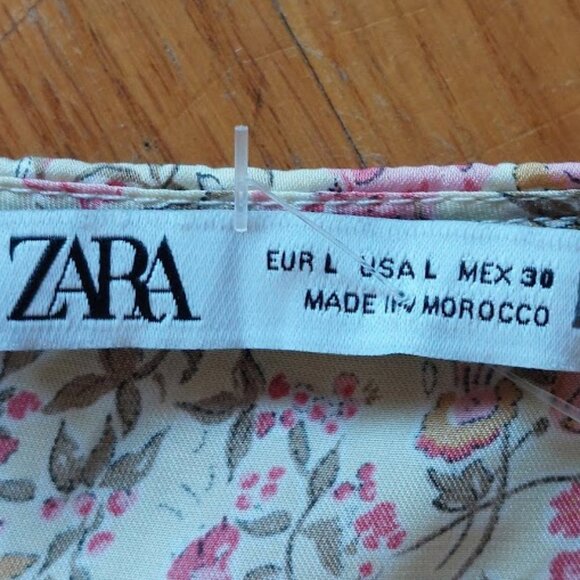 ZARA
EUR L USA L MEX 30
MADE IN MOROCCO